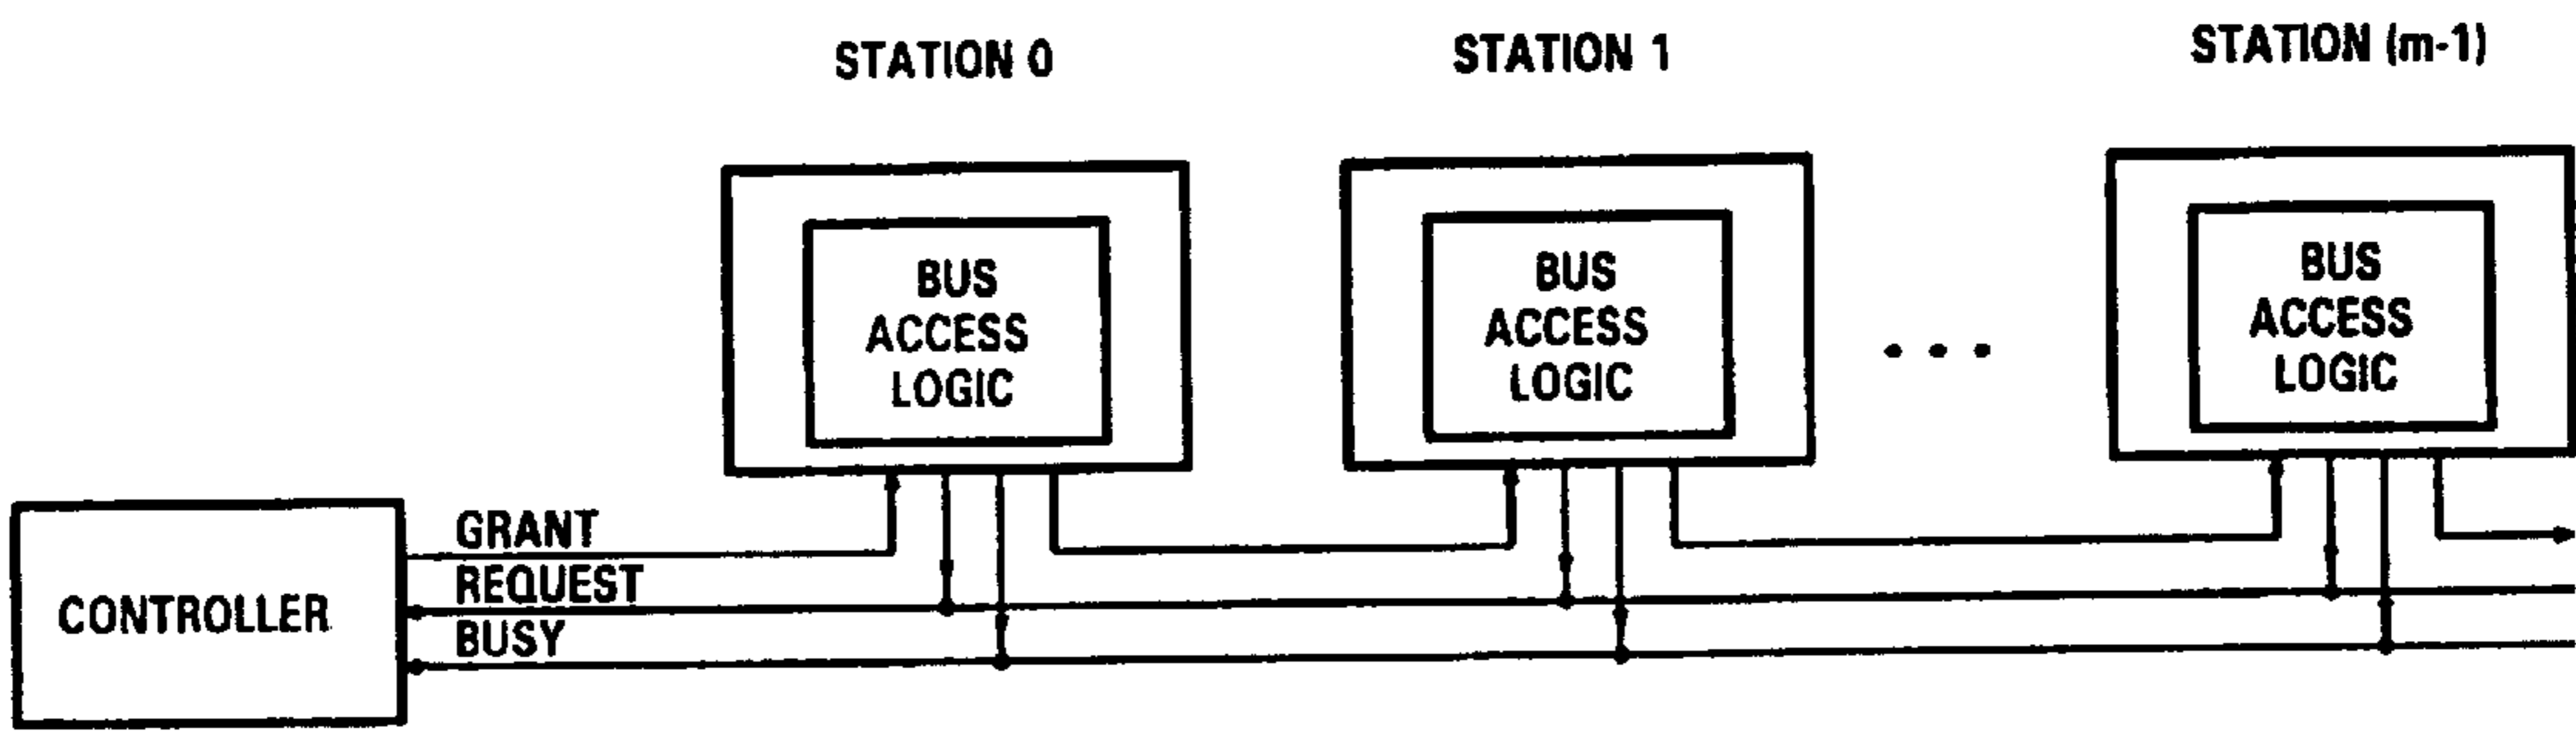 STATION 0
STATION 1
STATION (m-1)
BUS
ACCESS
LOGIC
BUS
ACCESS
LOGIC
BUS
ACCESS
LOGIC
CONTROLLER
GRANT
REQUEST
BUSY